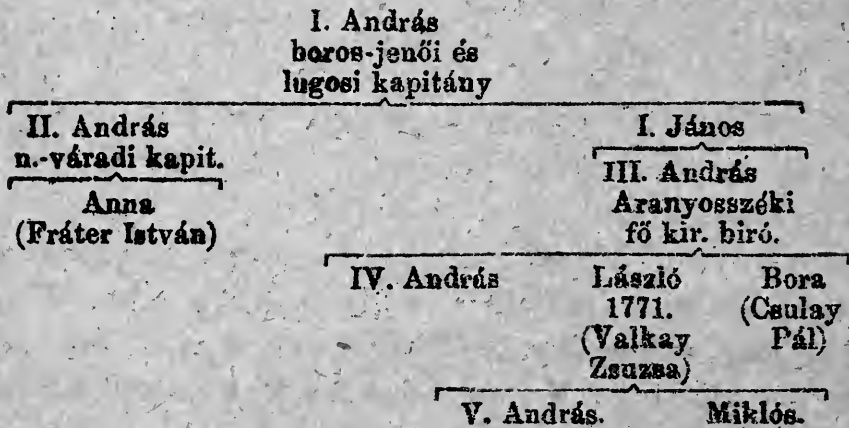 I. András
boros-jenői és
lugosi kapitány
II. András
n.-váradi kapit.
Anna
(Fráter István)
I. János
III. András
Aranyosszéki
fő kir. biró.
IV. András
László
1771.
(Valkay
Zsuzsa)
Bora
(Csulay
Pál)
V. András.
Miklós.